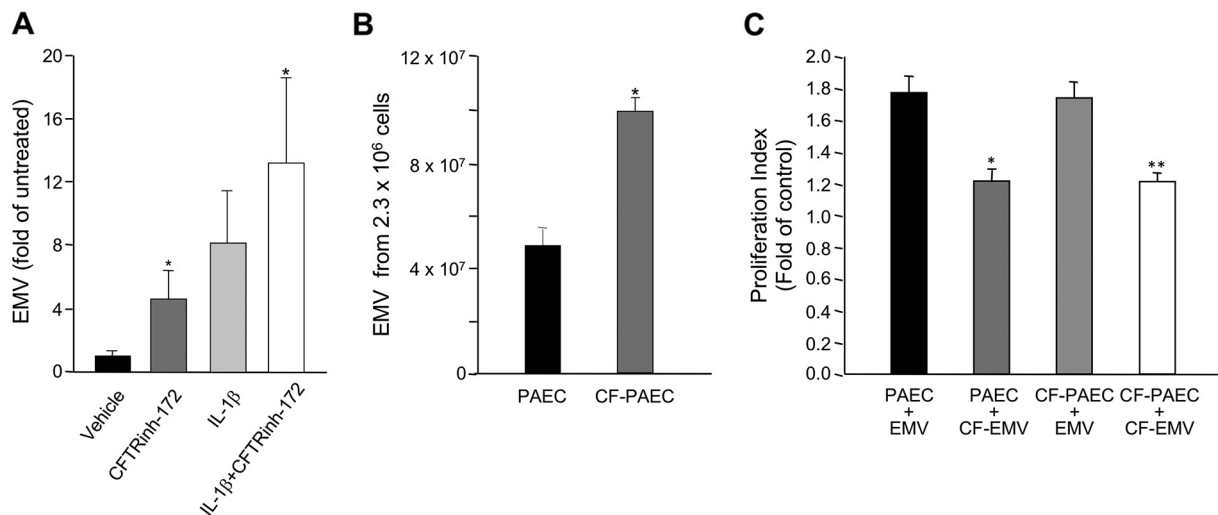 A
EMV (fold of untreated)
20
16
12
8
4
0
*
*
Vehicle
CFTRinh-172
IL-1β
IL-1β+CFTRinh-172
B
EMV from 2.3 x 10⁶ cells
12 x 10⁷
8 x 10⁷
4 x 10⁷
0
*
PAEC
CF-PAEC
C
Proliferation Index
(Fold of control)
2.0
1.8
1.6
1.4
1.2
1.0
0.8
0.6
0.4
0.2
0.0
*
**
PAEC
+
EMV
PAEC
+
CF-EMV
CF-PAEC
+
EMV
CF-PAEC
+
CF-EMV